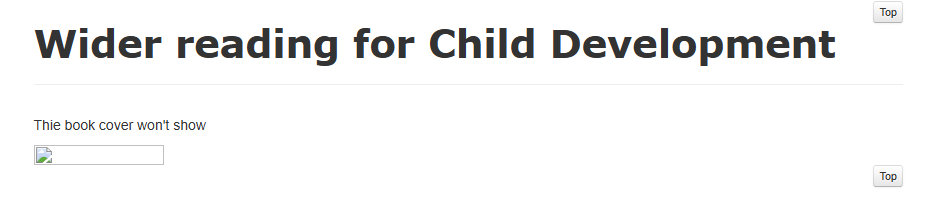 Top
Wider reading for Child Development
Thie book cover won't show
Top